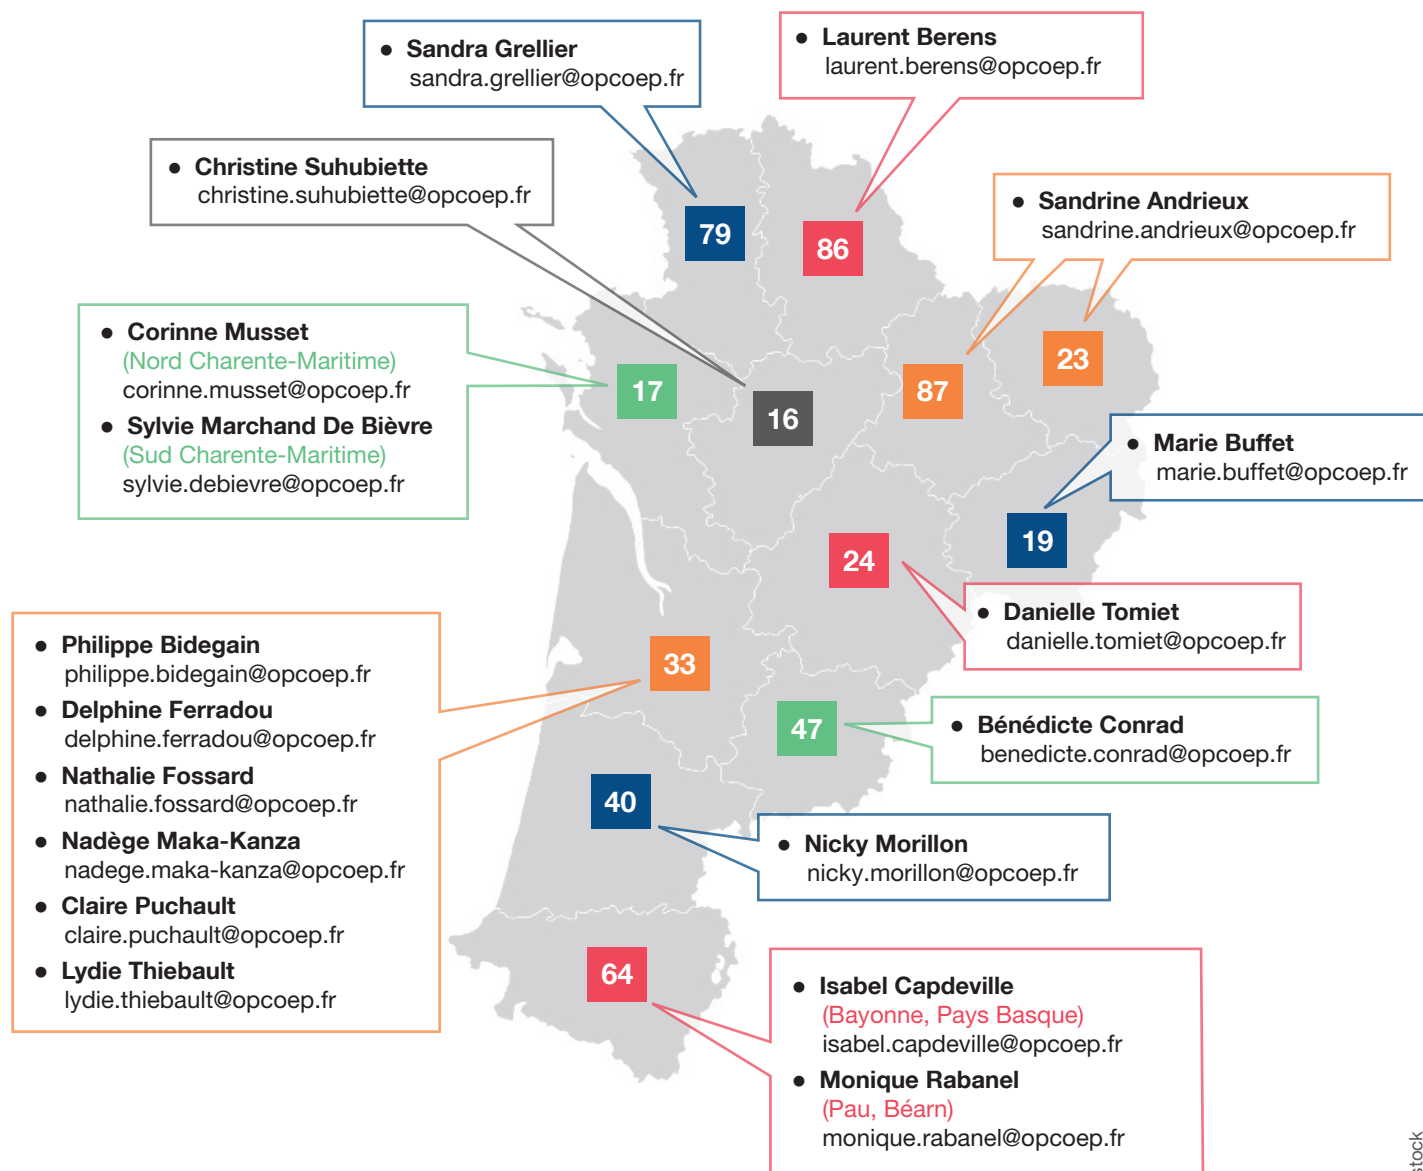 Sandra Grellier
sandra.grellier@opcoep.fr
Laurent Berens
laurent.berens@opcoep.fr
Christine Suhubiette
christine.suhubiette@opcoep.fr
Sandrine Andrieux
sandrine.andrieux@opcoep.fr
79
86
Corinne Musset
(Nord Charente-Maritime)
corinne.musset@opcoep.fr
Sylvie Marchand De Bièvre
(Sud Charente-Maritime)
sylvie.debievre@opcoep.fr
17
16
87
23
Marie Buffet
marie.buffet@opcoep.fr
19
24
Danielle Tomiet
danielle.tomiet@opcoep.fr
Philippe Bidegain
philippe.bidegain@opcoep.fr
Delphine Ferradou
delphine.ferradou@opcoep.fr
Nathalie Fossard
nathalie.fossard@opcoep.fr
Nadège Maka-Kanza
nadege.maka-kanza@opcoep.fr
Claire Puchault
claire.puchault@opcoep.fr
Lydie Thiebault
lydie.thiebault@opcoep.fr
33
47
Bénédicte Conrad
benedicte.conrad@opcoep.fr
40
Nicky Morillon
nicky.morillon@opcoep.fr
64
Isabel Capdeville
(Bayonne, Pays Basque)
isabel.capdeville@opcoep.fr
Monique Rabanel
(Pau, Béarn)
monique.rabanel@opcoep.fr
stock